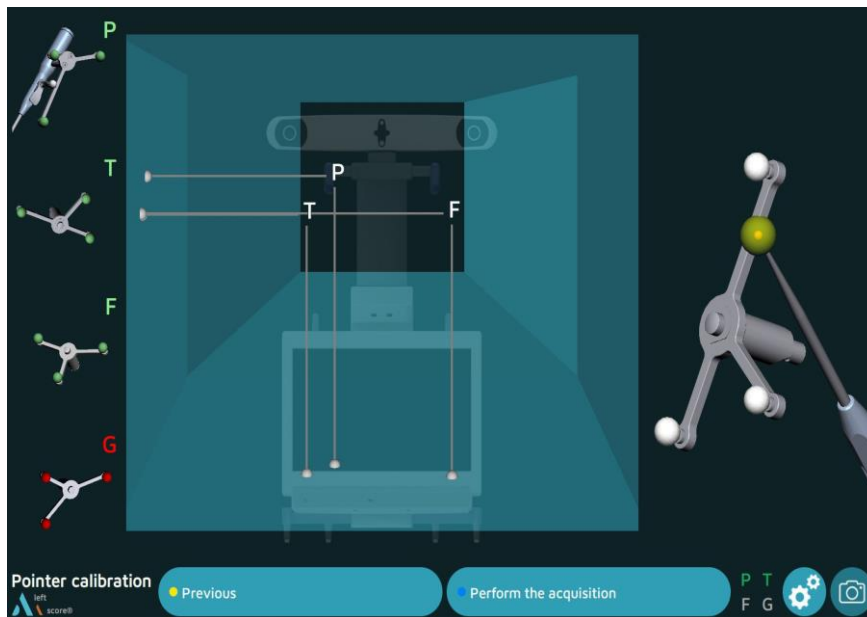 P
T
F
G
P
T
F
Pointer calibration
left
score®
Previous
Perform the acquisition
P T
F G